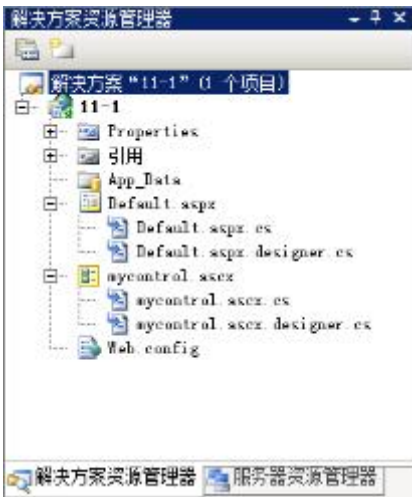 解决方案资源管理器
解决方案“11-1”(1 个项目)
11-1
Properties
引用
App_Data
Default.aspx
Default.aspx.cs
Default.aspx.designer.cs
mycontrol.ascx
mycontrol.ascx.cs
mycontrol.ascx.designer.cs
Web.config
解决方案资源管理器 服务器资源管理器